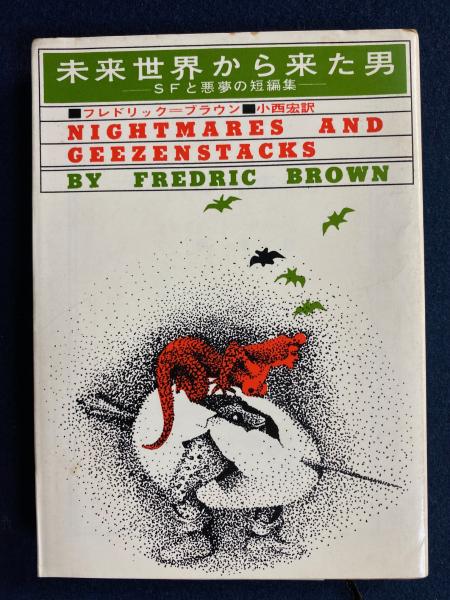 未来世界から来た男
——SFと悪夢の短編集——
■フレドリック＝ブラウン■小西宏訳
NIGHTMARES AND
GEEZENSTACKS
BY FREDRIC BROWN